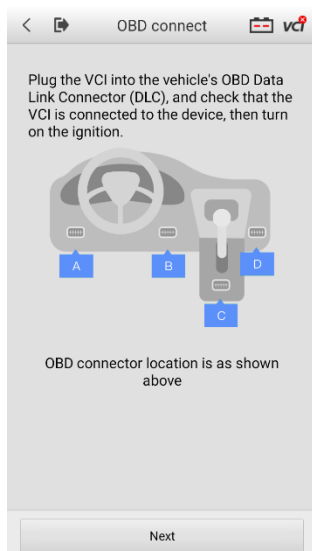 OBD connect
VCI
Plug the VCI into the vehicle's OBD Data
Link Connector (DLC), and check that the
VCI is connected to the device, then turn
on the ignition.
A
B
D
C
OBD connector location is as shown
above
Next